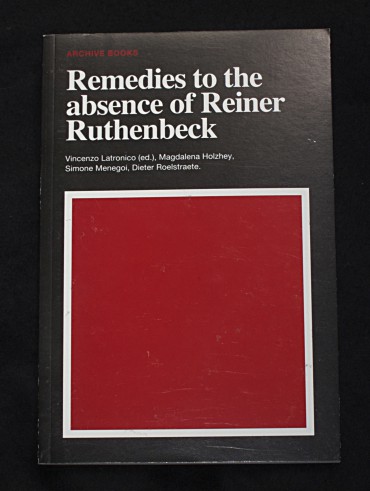 ARCHIVE BOOKS
Remedies to the
absence of Reiner
Ruthenbeck
Vincenzo Latronico (ed.), Magdalena Holzhey,
Simone Menegoi, Dieter Roelstraete.